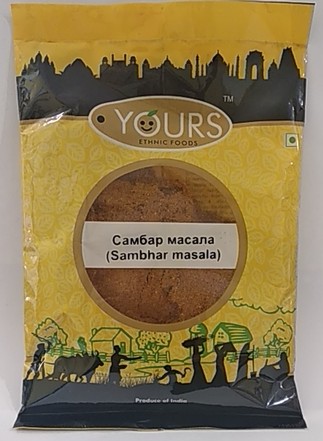 YOURS
TM
ETHNIC FOODS
Самбар масала
(Sambhar masala)
Produce of India